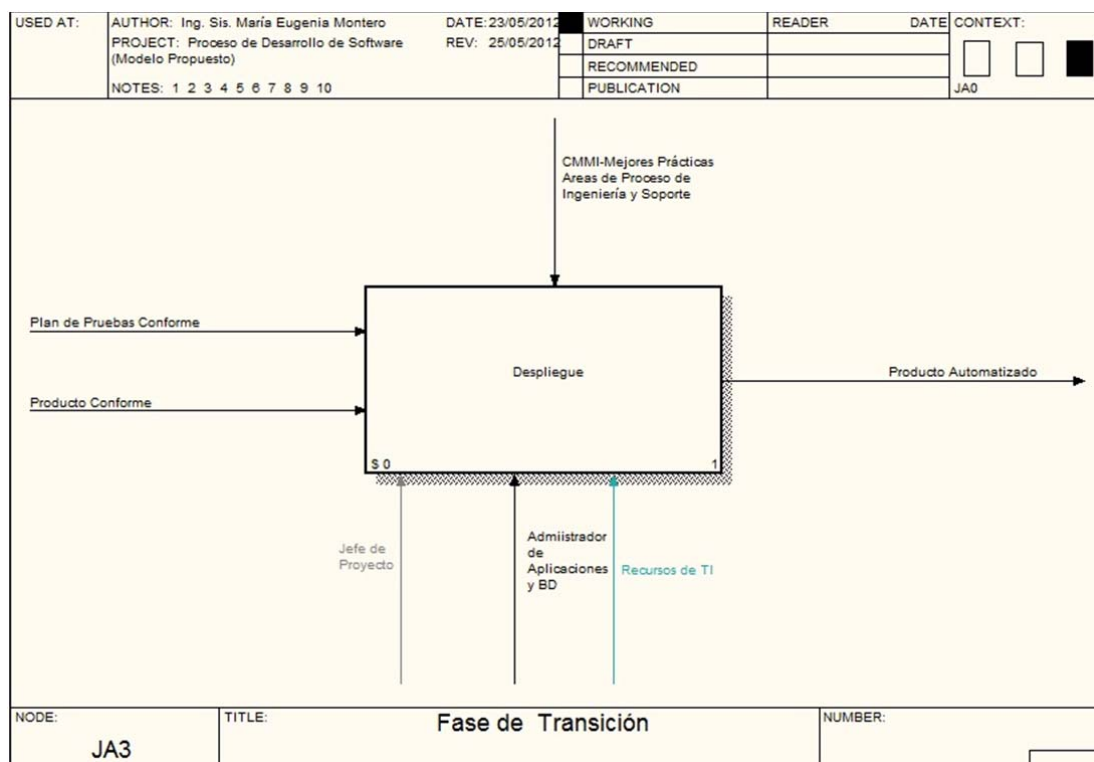 USED AT:
AUTHOR: Ing. Sis. María Eugenia Montero
DATE: 23/05/2012
PROJECT: Proceso de Desarrollo de Software
(Modelo Propuesto)
REV: 25/05/2012
NOTES: 1 2 3 4 5 6 7 8 9 10
WORKING
DRAFT
RECOMMENDED
PUBLICATION
READER
DATE
CONTEXT:
JA0
CMMI-Mejores Prácticas
Areas de Proceso de
Ingeniería y Soporte
Plan de Pruebas Conforme
Producto Conforme
Despliegue
$ 0
1
Producto Automatizado
Jefe de
Proyecto
Admiistrador
de
Aplicaciones
y BD
Recursos de TI
NODE:
JA3
TITLE:
Fase de Transición
NUMBER: